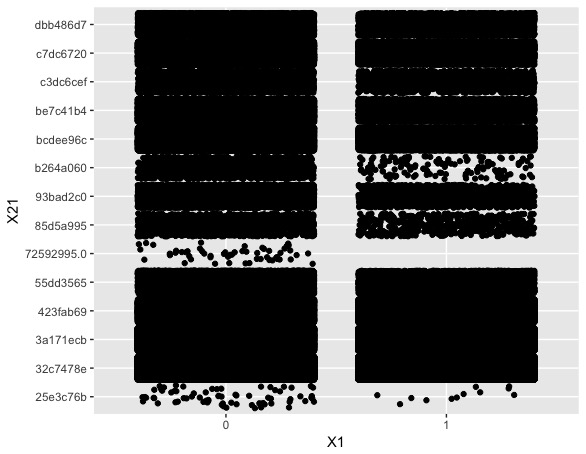 dbb486d7
c7dc6720
c3dc6cef
be7c41b4
bcdee96c
b264a060
93bad2c0
85d5a995
72592995.0
55dd3565
423fab69
3a171ecb
32c7478e
25e3c76b
X21
0 1
X1